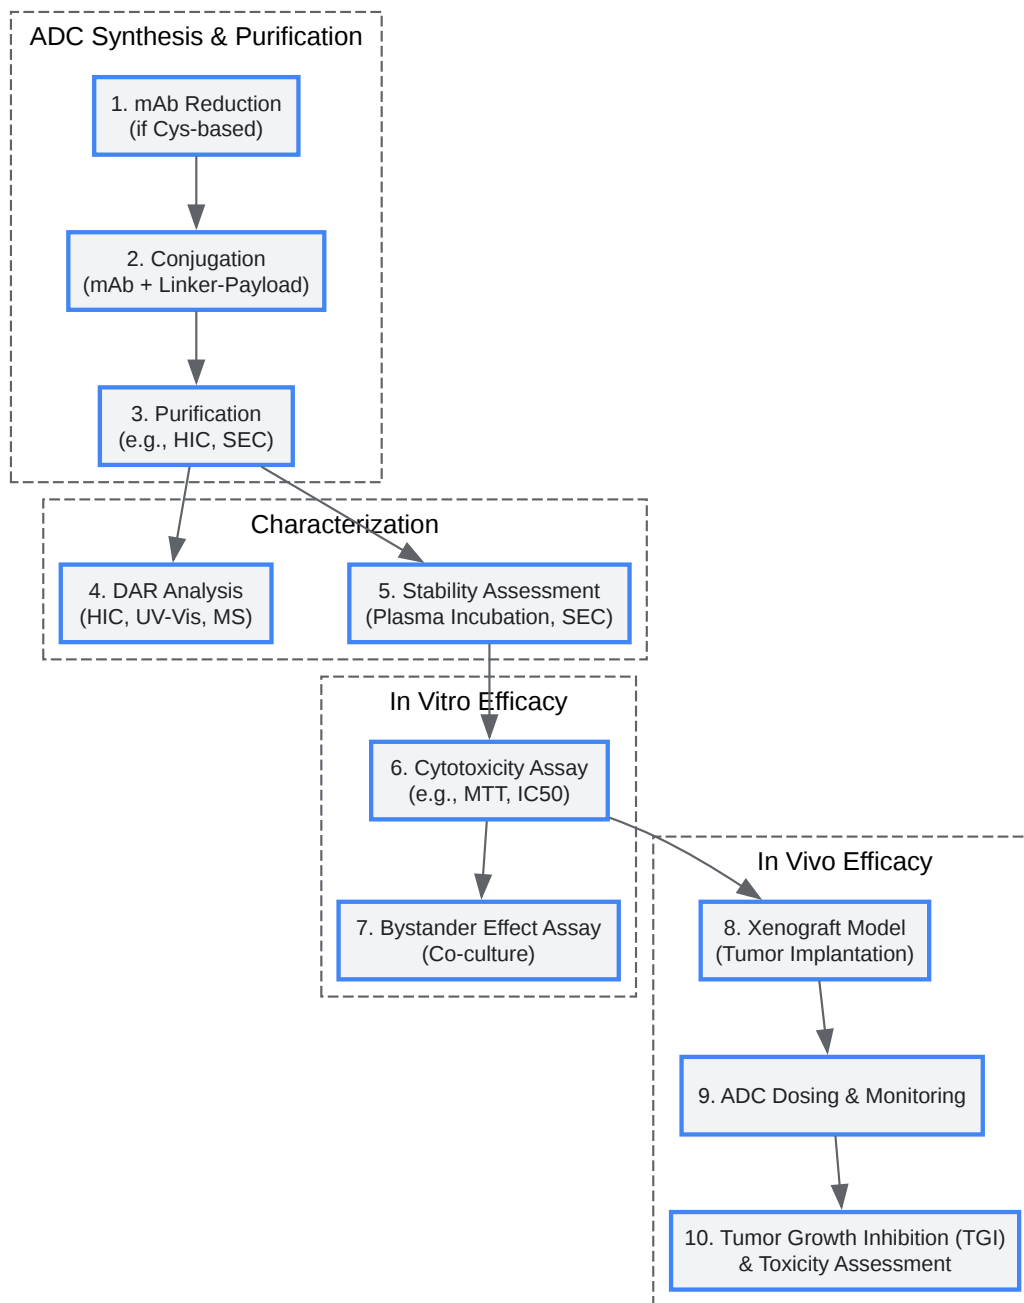 ADC Synthesis & Purification
1. mAb Reduction
(if Cys-based)
2. Conjugation
(mAb + Linker-Payload)
3. Purification
(e.g., HIC, SEC)
Characterization
4. DAR Analysis
(HIC, UV-Vis, MS)
5. Stability Assessment
(Plasma Incubation, SEC)
In Vitro Efficacy
6. Cytotoxicity Assay
(e.g., MTT, IC50)
7. Bystander Effect Assay
(Co-culture)
In Vivo Efficacy
8. Xenograft Model
(Tumor Implantation)
9. ADC Dosing & Monitoring
10. Tumor Growth Inhibition (TGI)
& Toxicity Assessment